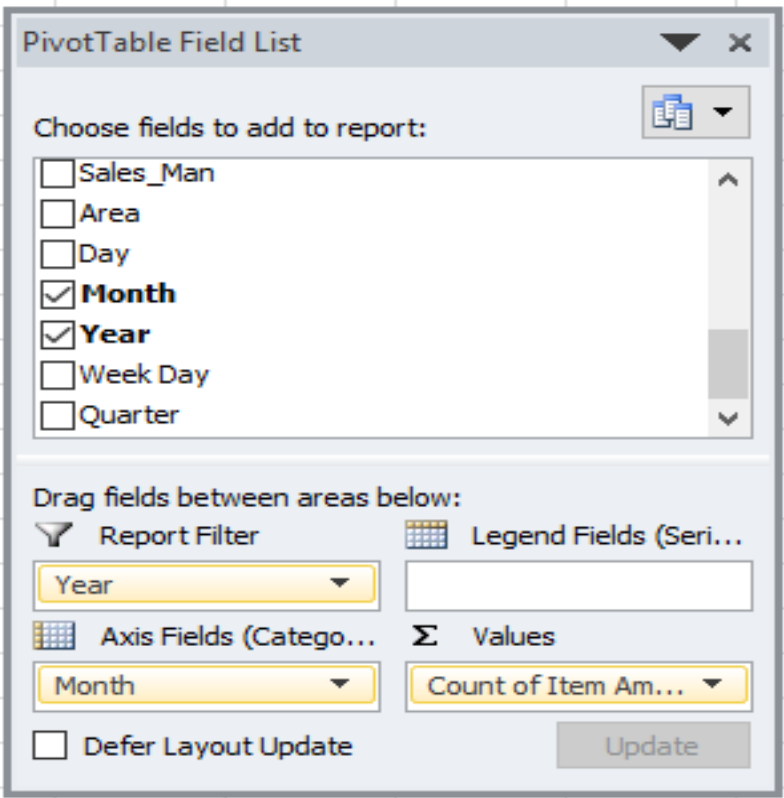 PivotTable Field List
Choose fields to add to report:
Sales_Man
Area
Day
Month
Year
Week Day
Quarter
Drag fields between areas below:
Report Filter
Legend Fields (Seri...
Year
Axis Fields (Catego...
Σ Values
Month
Count of Item Am...
Defer Layout Update
Update